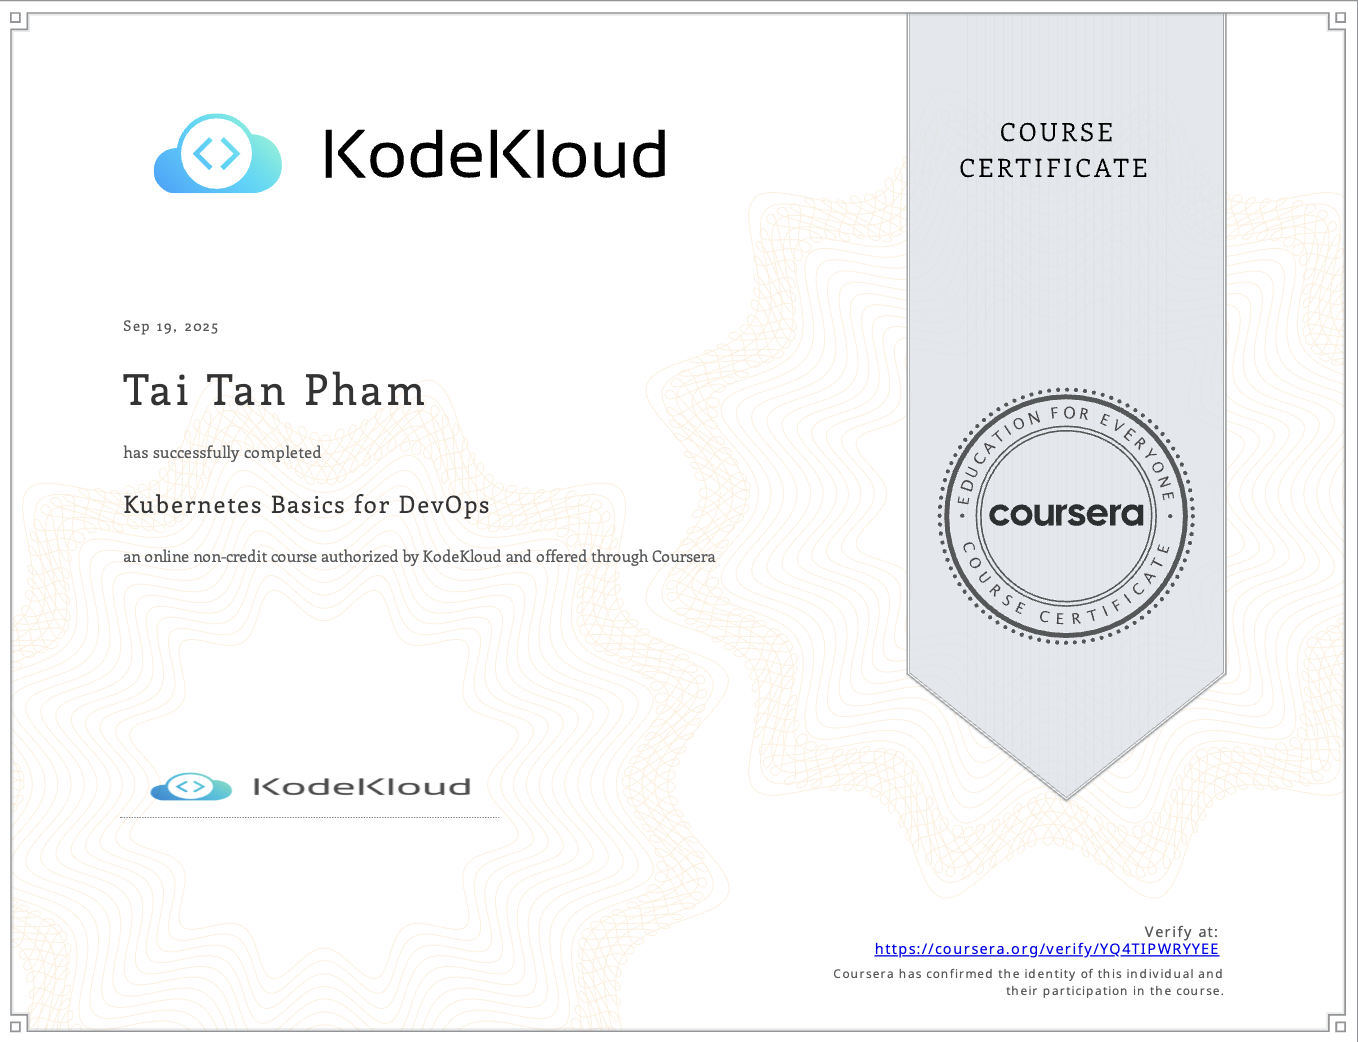 KodeKloud
COURSE
CERTIFICATE
Sep 19, 2025
Tai Tan Pham
has successfully completed
Kubernetes Basics for DevOps
an online non-credit course authorized by KodeKloud and offered through Coursera
EDUCATION FOR EVERYONE
coursera
COURSE CERTIFICATE
KodeKloud
Verify at:
https://coursera.org/verify/YQ4TIPWRYYEE
Coursera has confirmed the identity of this individual and
their participation in the course.